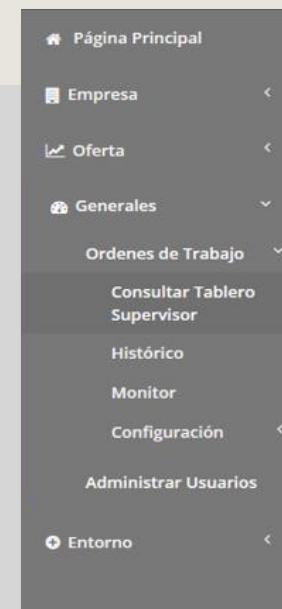 Página Principal
Empresa
Oferta
Generales
Ordenes de Trabajo
Consultar Tablero
Supervisor
Histórico
Monitor
Configuración
Administrar Usuarios
Entorno